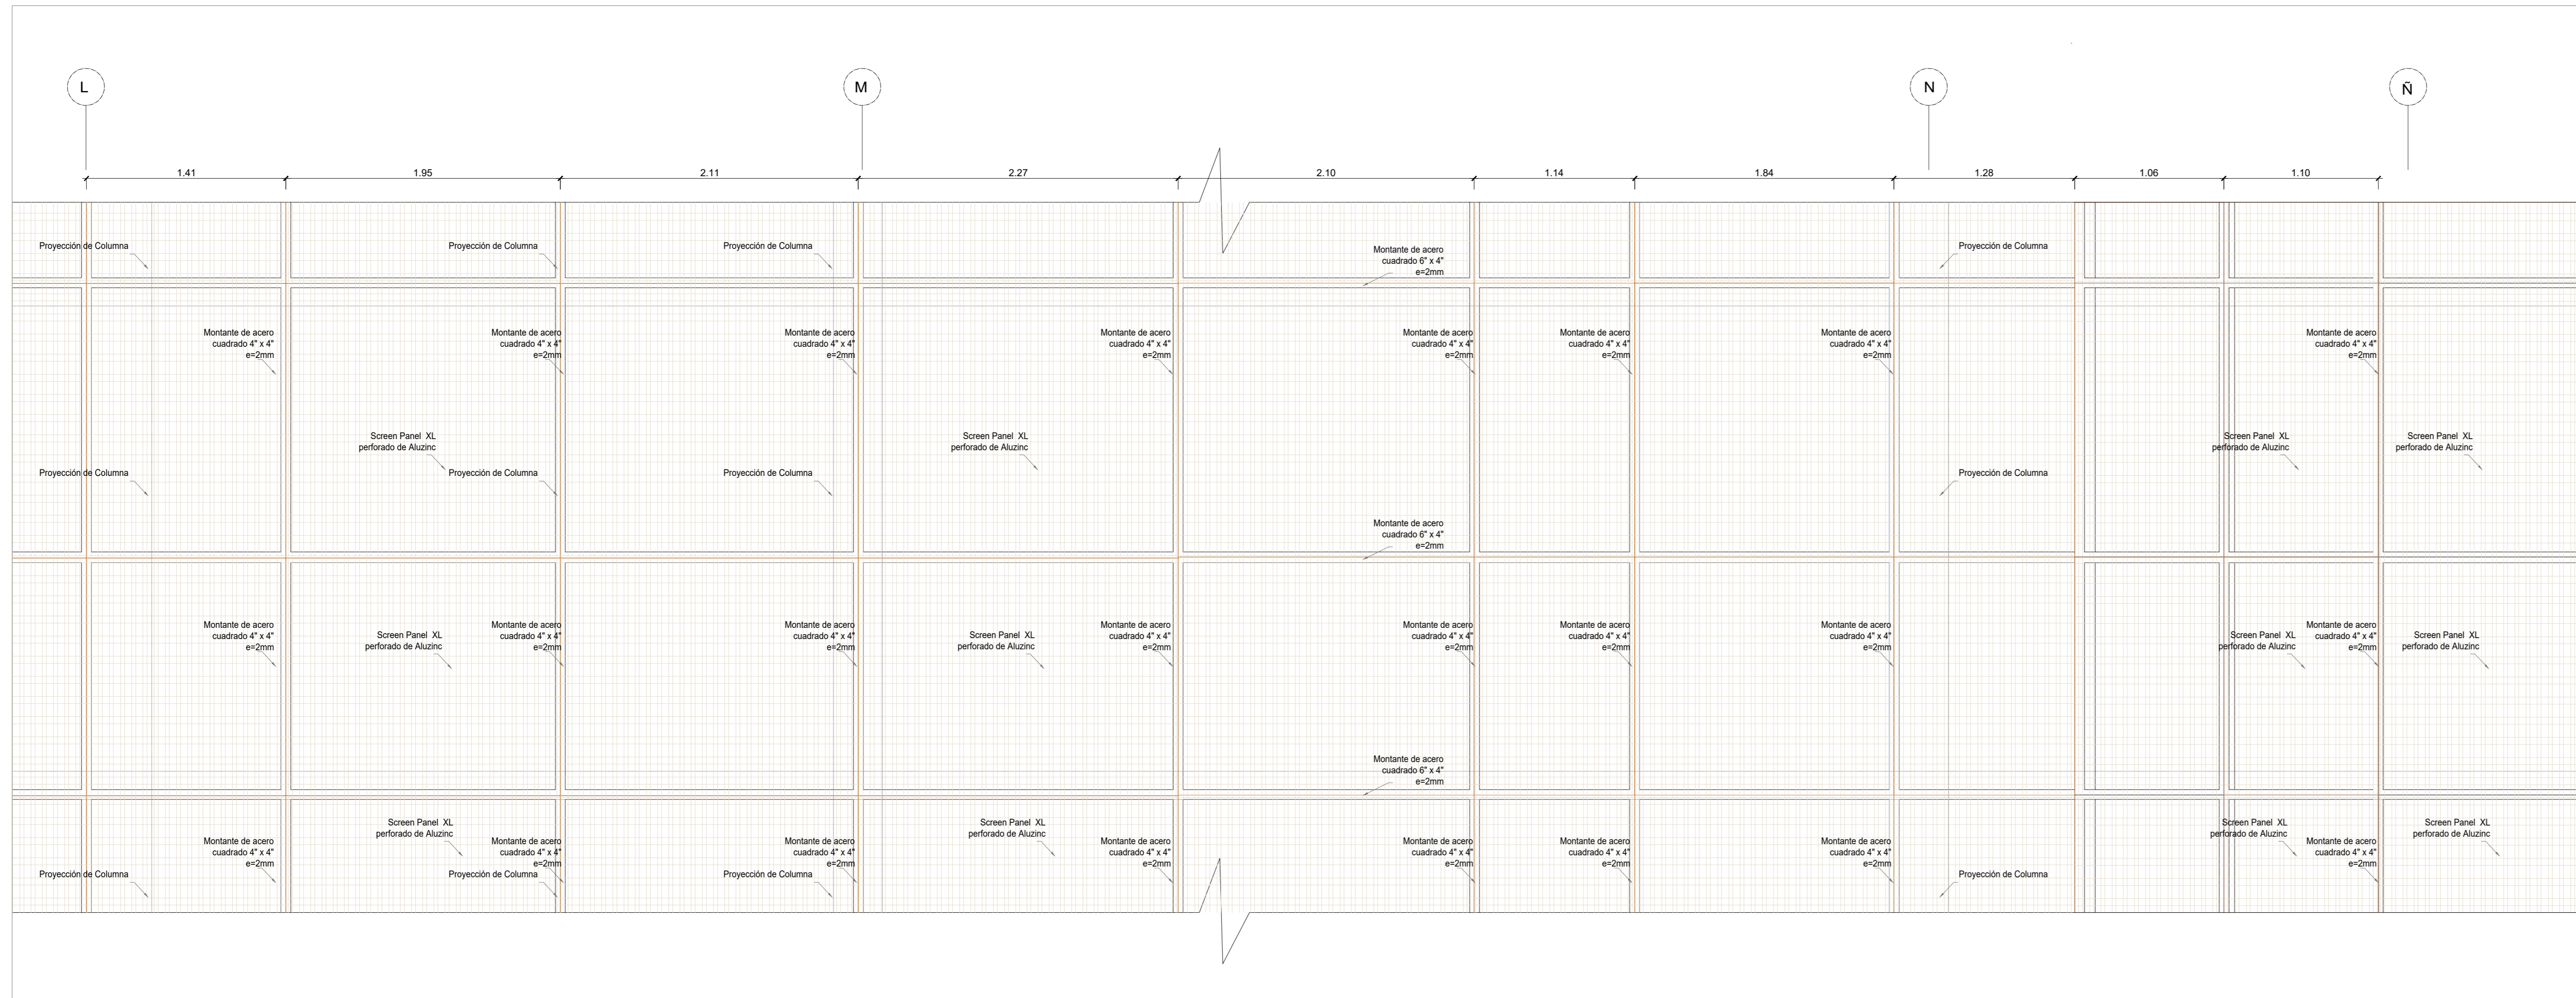 L
M
N
Ñ
1.41
1.95
2.11
2.27
2.10
1.14
1.84
1.28
1.06
1.10
Proyección de Columna
Proyección de Columna
Proyección de Columna
Montante de acero
cuadrado 6" x 4"
e=2mm
Proyección de Columna
Montante de acero
cuadrado 4" x 4"
e=2mm
Montante de acero
cuadrado 4" x 4"
e=2mm
Montante de acero
cuadrado 4" x 4"
e=2mm
Montante de acero
cuadrado 4" x 4"
e=2mm
Montante de acero
cuadrado 4" x 4"
e=2mm
Montante de acero
cuadrado 4" x 4"
e=2mm
Montante de acero
cuadrado 4" x 4"
e=2mm
Montante de acero
cuadrado 4" x 4"
e=2mm
Screen Panel XL
perforado de Aluzinc
Screen Panel XL
perforado de Aluzinc
Screen Panel XL
perforado de Aluzinc
Screen Panel XL
perforado de Aluzinc
Proyección de Columna
Proyección de Columna
Proyección de Columna
Proyección de Columna
Montante de acero
cuadrado 6" x 4"
e=2mm
Montante de acero
cuadrado 4" x 4"
e=2mm
Screen Panel XL
perforado de Aluzinc
Montante de acero
cuadrado 4" x 4"
e=2mm
Montante de acero
cuadrado 4" x 4"
e=2mm
Screen Panel XL
perforado de Aluzinc
Montante de acero
cuadrado 4" x 4"
e=2mm
Montante de acero
cuadrado 4" x 4"
e=2mm
Montante de acero
cuadrado 4" x 4"
e=2mm
Montante de acero
cuadrado 4" x 4"
e=2mm
Screen Panel XL
perforado de Aluzinc
Montante de acero
cuadrado 4" x 4"
e=2mm
Screen Panel XL
perforado de Aluzinc
Montante de acero
cuadrado 6" x 4"
e=2mm
Screen Panel XL
perforado de Aluzinc
Screen Panel XL
perforado de Aluzinc
Screen Panel XL
perforado de Aluzinc
Screen Panel XL
perforado de Aluzinc
Montante de acero
cuadrado 4" x 4"
e=2mm
Montante de acero
cuadrado 4" x 4"
e=2mm
Montante de acero
cuadrado 4" x 4"
e=2mm
Montante de acero
cuadrado 4" x 4"
e=2mm
Montante de acero
cuadrado 4" x 4"
e=2mm
Montante de acero
cuadrado 4" x 4"
e=2mm
Montante de acero
cuadrado 4" x 4"
e=2mm
Montante de acero
cuadrado 4" x 4"
e=2mm
Proyección de Columna
Proyección de Columna
Proyección de Columna
Proyección de Columna